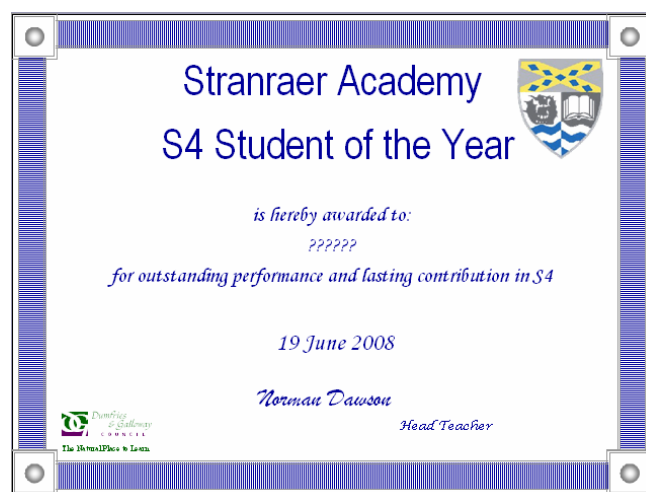 Stranraer Academy
S4 Student of the Year
is hereby awarded to:
??????
for outstanding performance and lasting contribution in S4
19 June 2008
Norman Dawson
Head Teacher
Dumfries
& Galloway
COUNCIL
The Natural Place to Learn